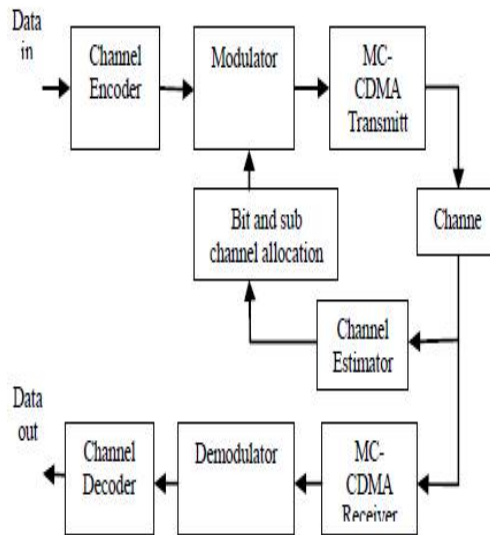 Data
in
Channel
Encoder
Modulator
MC-
CDMA
Transmitt
Bit and sub
channel allocation
Channe
Channel
Estimator
Data
out
Channel
Decoder
Demodulator
MC-
CDMA
Receiver